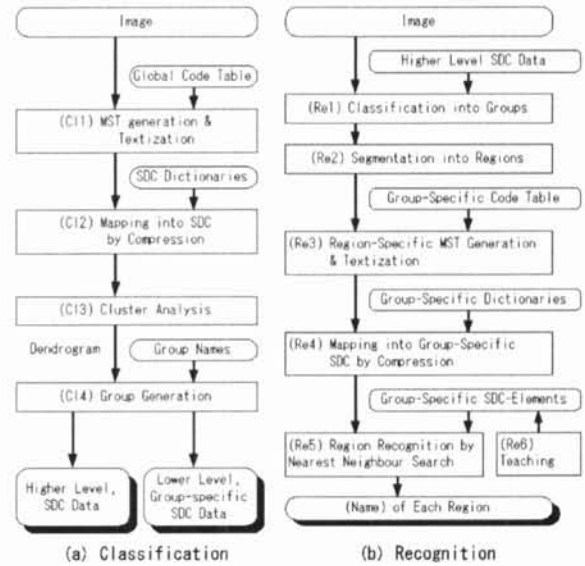 Image
Global Code Table
(Cl1) MST generation &
Textization
SDC Dictionaries
(Cl2) Mapping into SDC
by Compression
(Cl3) Cluster Analysis
Dendrogram
Group Names
(Cl4) Group Generation
Higher Level,
SDC Data
Lower Level,
Group-specific
SDC Data
(a) Classification
Image
Higher Level SDC Data
(Re1) Classification into Groups
(Re2) Segmentation into Regions
Group-Specific Code Table
(Re3) Region-Specific MST Generation
& Textization
Group-Specific Dictionaries
(Re4) Mapping into Group-Specific
SDC by Compression
Group-Specific SDC-Elements
(Re5) Region Recognition by
Nearest Neighbour Search
(Re6)
Teaching
(Name) of Each Region
(b) Recognition